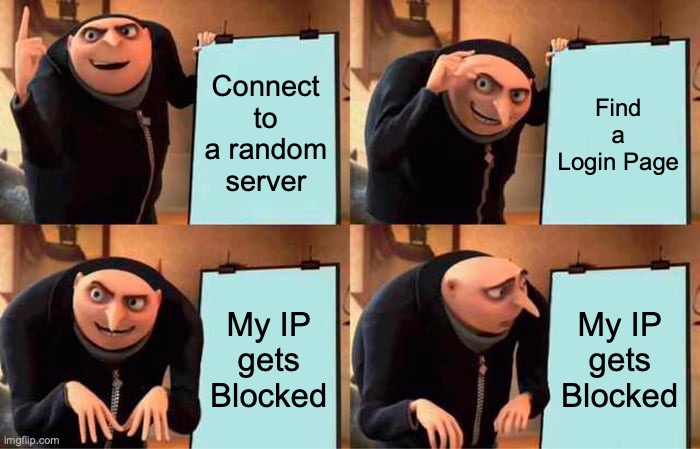 Connect
to
a random
server
Find
a
Login Page
My IP
gets
Blocked
My IP
gets
Blocked
imgflip.com